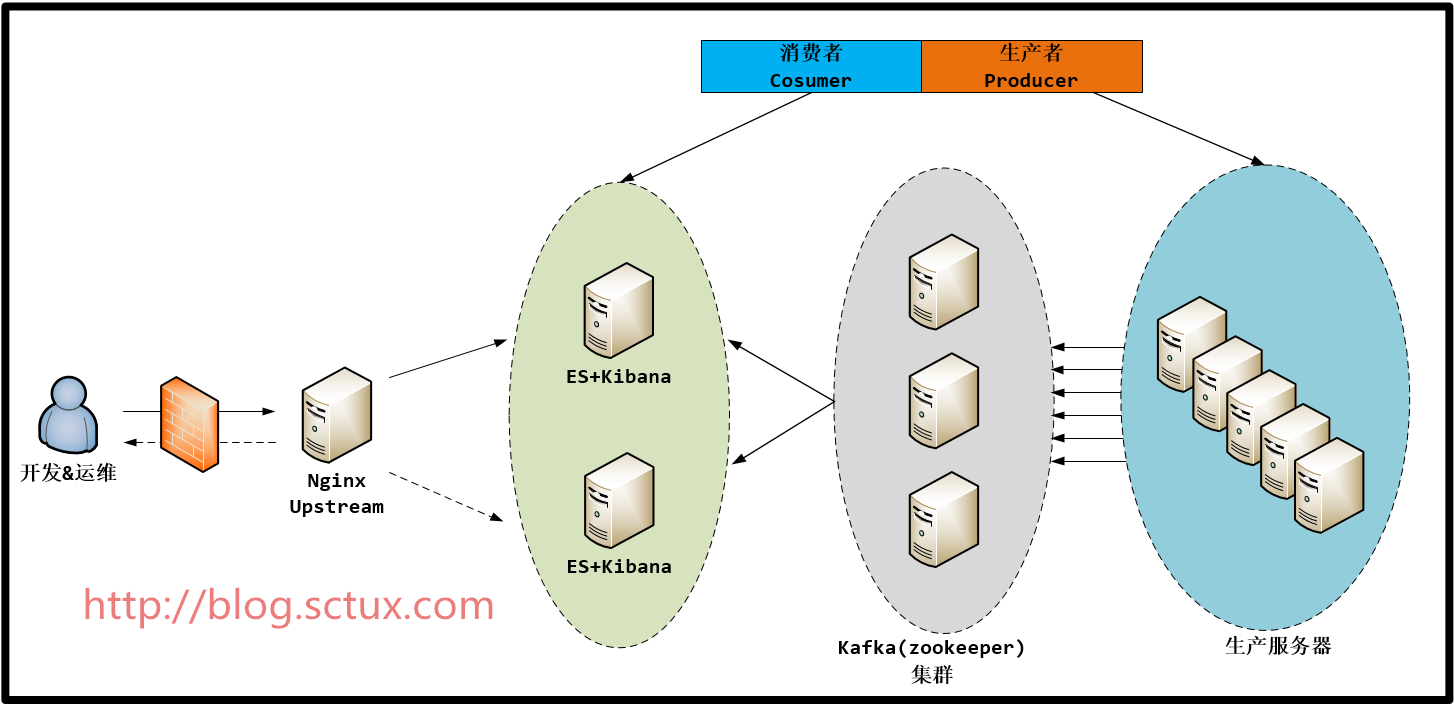 消费者
Cosumer
生产者
Producer
ES+Kibana
开发&运维
Nginx
Upstream
ES+Kibana
http://blog.sctux.com
Kafka(zookeeper)
集群
生产服务器